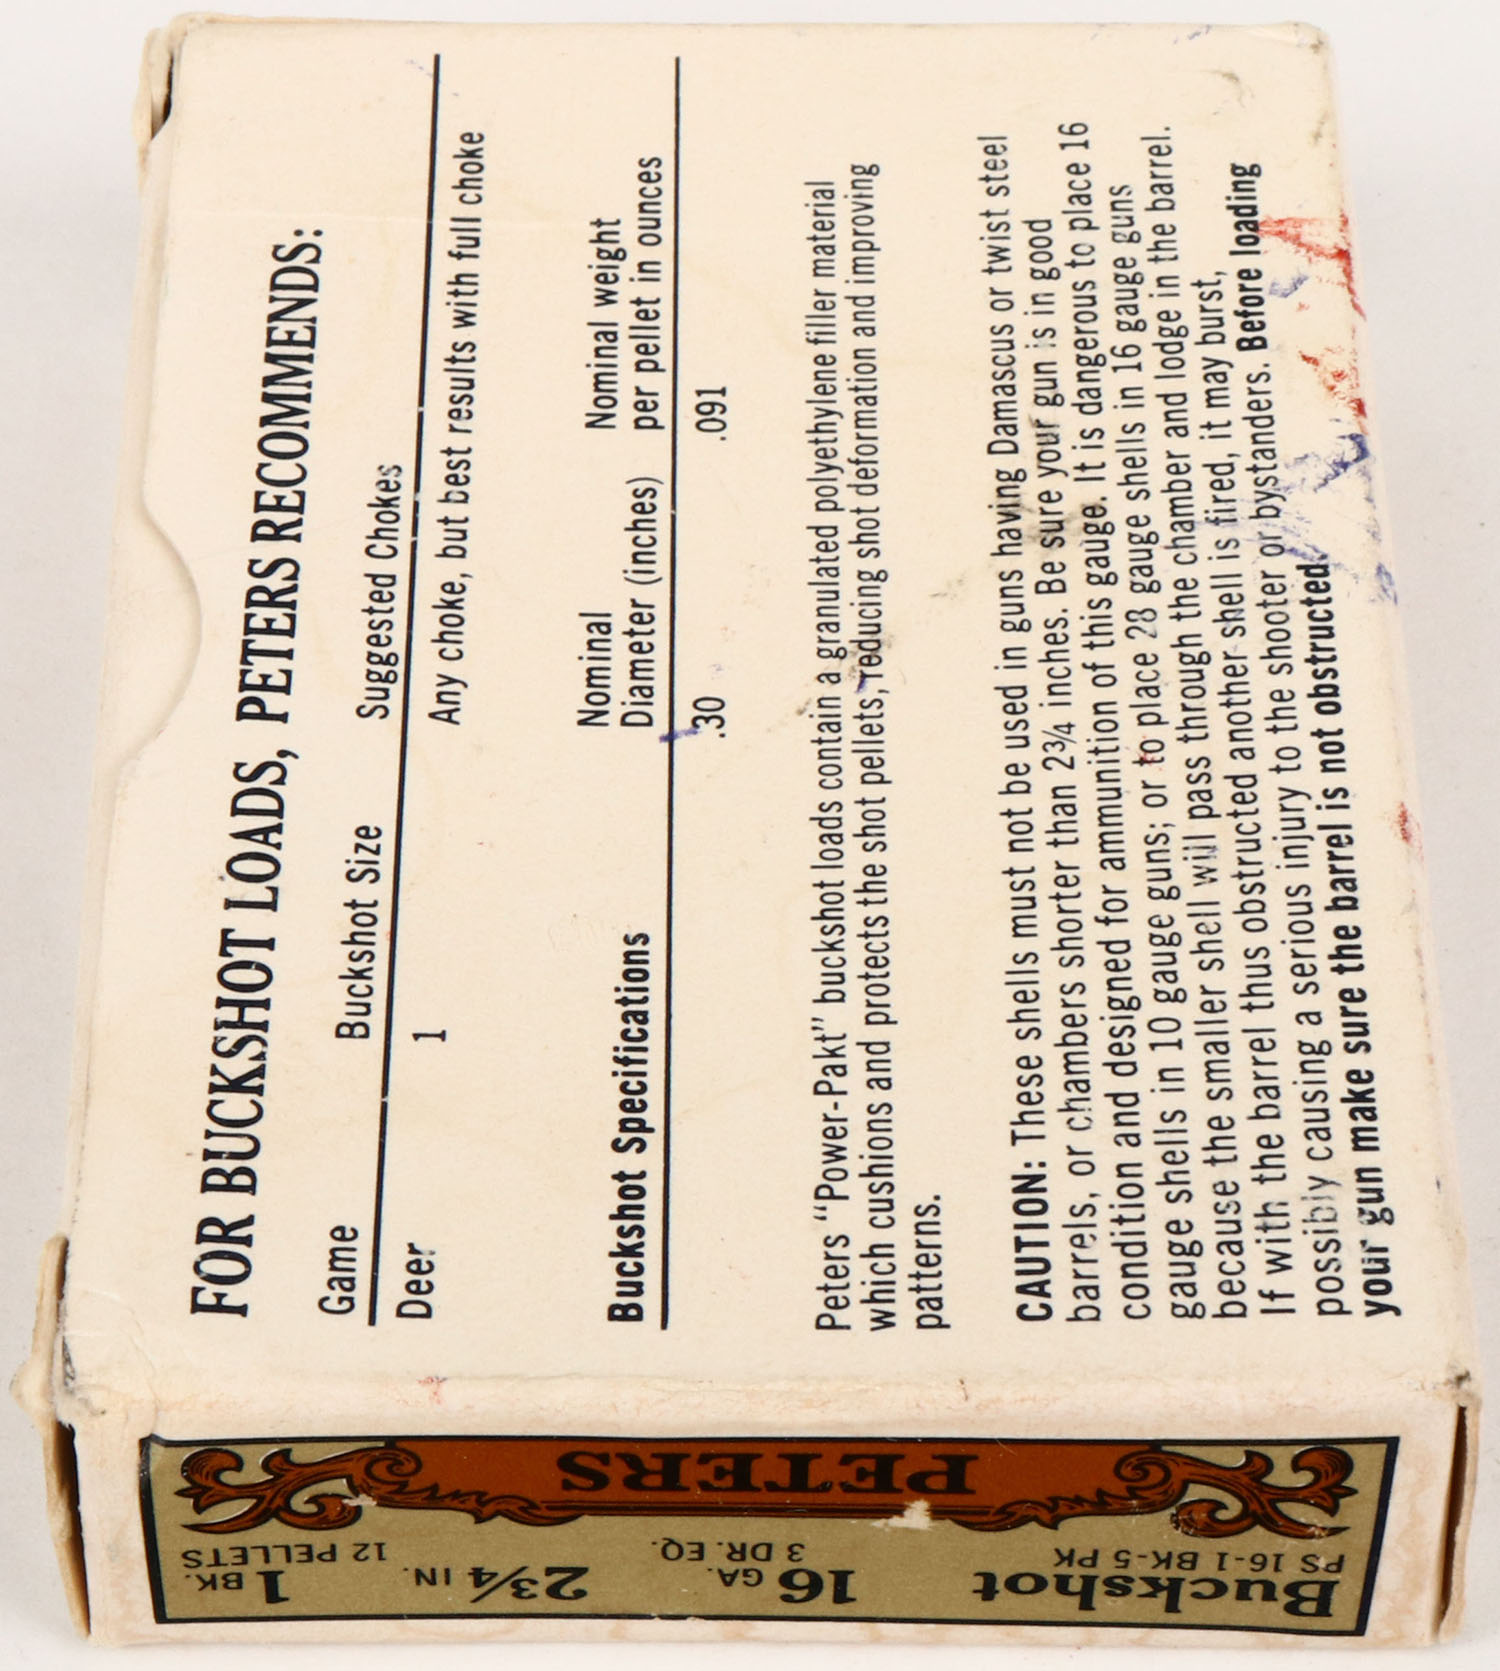 FOR BUCKSHOT LOADS, PETERS RECOMMENDS:
Game Buckshot Size Suggested Chokes
Deer 1 Any choke, but best results with full choke
Nominal Nominal weight
Buckshot Specifications Diameter (inches) per pellet in ounces
.30 .091
Peters "Power-Pakt" buckshot loads contain a granulated polyethylene filler material
which cushions and protects the shot pellets, reducing shot deformation and improving
patterns.
CAUTION: These shells must not be used in guns having Damascus or twist steel
barrels, or chambers shorter than 2¾ inches. Be sure your gun is in good
condition and designed for ammunition of this gauge. It is dangerous to place 16
gauge shells in 10 gauge guns; or to place 28 gauge shells in 16 gauge guns
because the smaller shell will pass through the chamber and lodge in the barrel.
If with the barrel thus obstructed another shell is fired, it may burst,
possibly causing a serious injury to the shooter or bystanders. Before loading
your gun make sure the barrel is not obstructed.
Buckshot 16 GA. 2¾ IN. 1 BK.
PS 16-1 BK-5 PK 3 DR. EQ. 12 PELLETS
PETERS